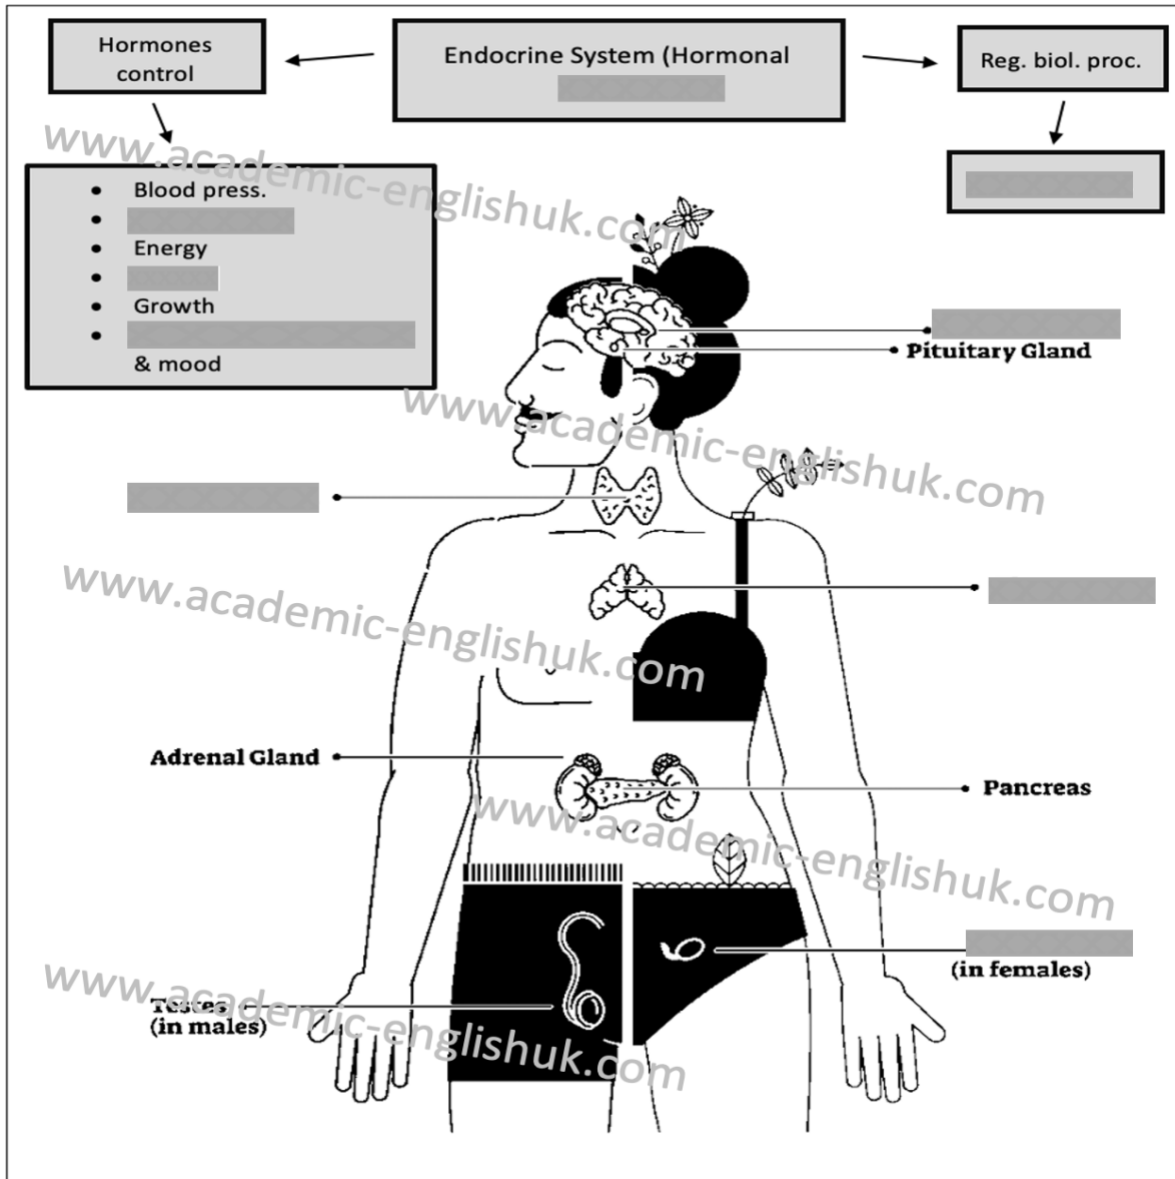 Hormones
control
Endocrine System (Hormonal
Reg. biol. proc.
www.academic-englishuk.com
• Blood press.
•
• Energy
•
• Growth
•
& mood
Pituitary Gland
www.academic-englishuk.com
www.academic-englishuk.com
Adrenal Gland
Pancreas
www.academic-englishuk.com
(in females)
www.academic-englishuk.com
Testes
(in males)